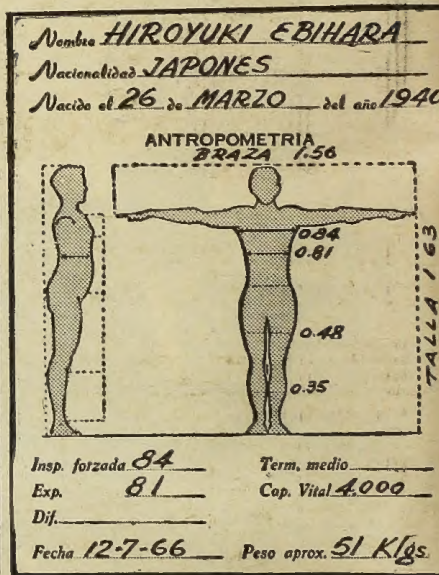 Nombre HIROYUKI EBIHARA
Nacionalidad JAPONES
Nacido el 26 de MARZO del año 1940
ANTROPOMETRIA
BRAZA 1.56
0.84
0.81
0.48
0.35
TALLA 1 63
Insp. forzada 84 Term. medio
Exp. 81 Cap. Vital 4.000
Dif.
Fecha 12-7-66 Peso aprox. 51 Klgs